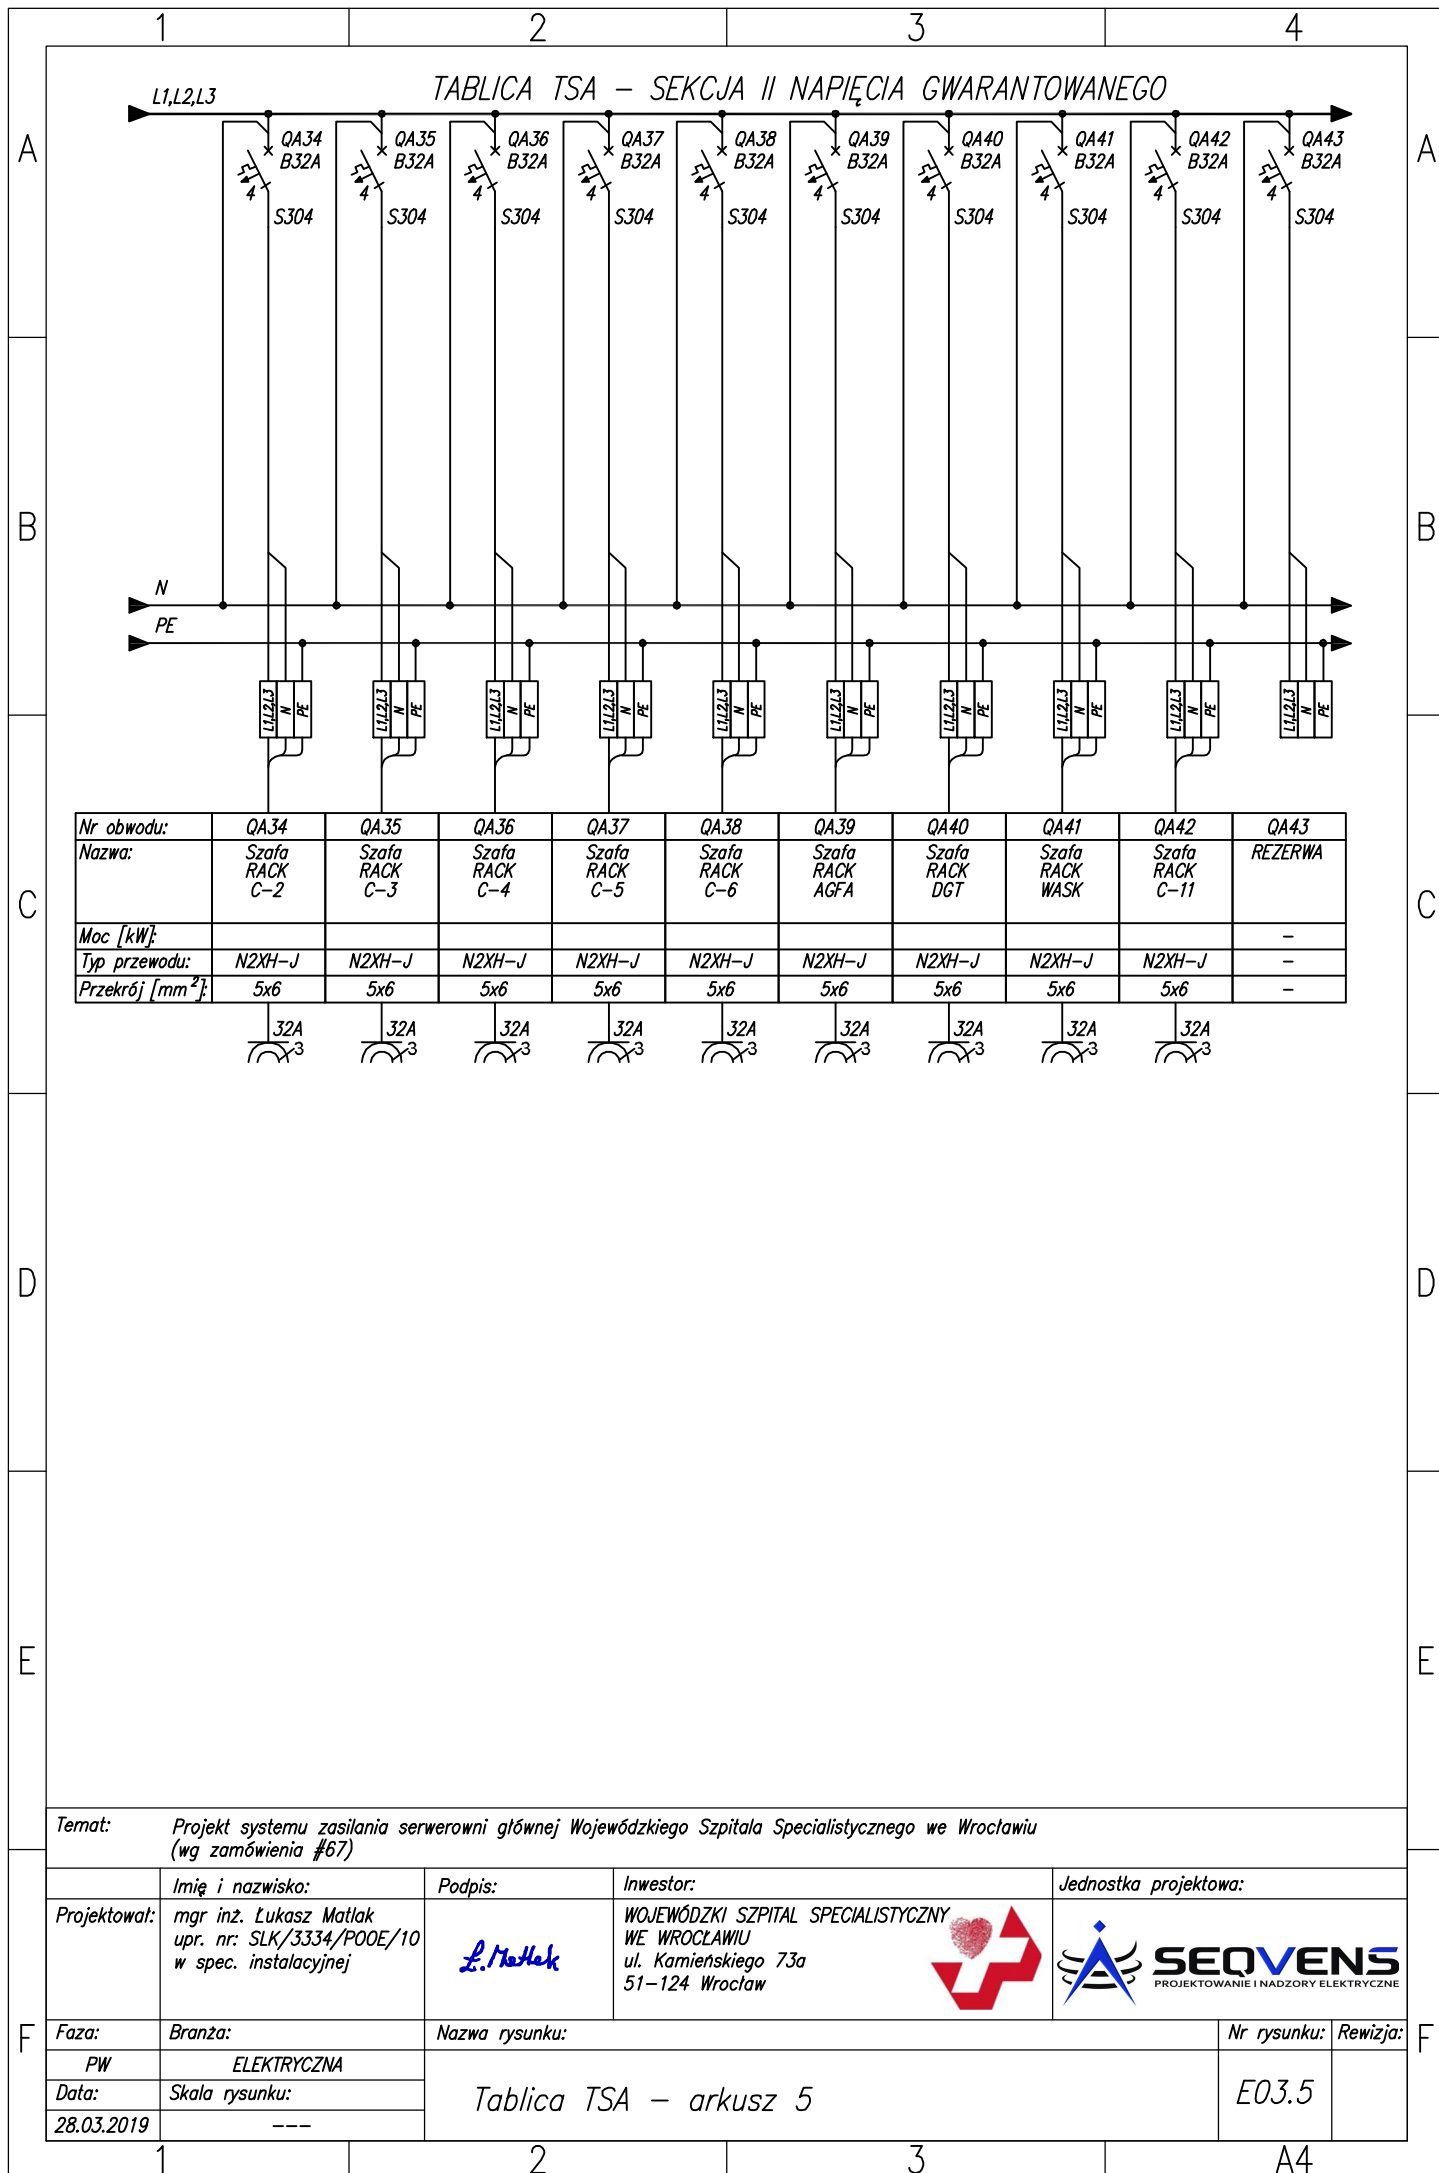 1 2 3 4
TABLICA TSA – SEKCJA II NAPIĘCIA GWARANTOWANEGO
L1,L2,L3
A A
QA34 QA35 QA36 QA37 QA38 QA39 QA40 QA41 QA42 QA43
B32A B32A B32A B32A B32A B32A B32A B32A B32A B32A
4 4 4 4 4 4 4 4 4 4
S304 S304 S304 S304 S304 S304 S304 S304 S304 S304
B B
N
PE
L1,L2,L3 N PE L1,L2,L3 N PE L1,L2,L3 N PE L1,L2,L3 N PE L1,L2,L3 N PE L1,L2,L3 N PE L1,L2,L3 N PE L1,L2,L3 N PE L1,L2,L3 N PE L1,L2,L3 N PE
Nr obwodu: QA34 QA35 QA36 QA37 QA38 QA39 QA40 QA41 QA42 QA43
Nazwa: Szafa Szafa Szafa Szafa Szafa Szafa Szafa Szafa Szafa REZERWA
RACK RACK RACK RACK RACK RACK RACK RACK RACK
C C–2 C–3 C–4 C–5 C–6 AGFA DGT WASK C–11 C
Moc [kW]: –
Typ przewodu: N2XH–J N2XH–J N2XH–J N2XH–J N2XH–J N2XH–J N2XH–J N2XH–J N2XH–J –
Przekrój [mm²]: 5x6 5x6 5x6 5x6 5x6 5x6 5x6 5x6 5x6 –
32A 32A 32A 32A 32A 32A 32A 32A 32A
3 3 3 3 3 3 3 3 3
D D
E E
Temat: Projekt systemu zasilania serwerowni głównej Wojewódzkiego Szpitala Specialistycznego we Wrocławiu
(wg zamówienia #67)
Imię i nazwisko: Podpis: Inwestor: Jednostka projektowa:
Projektował: mgr inż. Łukasz Matlak
upr. nr: SLK/3334/POOE/10
w spec. instalacyjnej
Ł.Matlak
WOJEWÓDZKI SZPITAL SPECIALISTYCZNY
WE WROCŁAWIU
ul. Kamieńskiego 73a
51–124 Wrocław
SEQVENS
PROJEKTOWANIE I NADZORY ELEKTRYCZNE
F F
Faza: Branża: Nazwa rysunku: Nr rysunku: Rewizja:
PW ELEKTRYCZNA
Data: Skala rysunku: Tablica TSA – arkusz 5 E03.5
28.03.2019 –––
1 2 3 A4